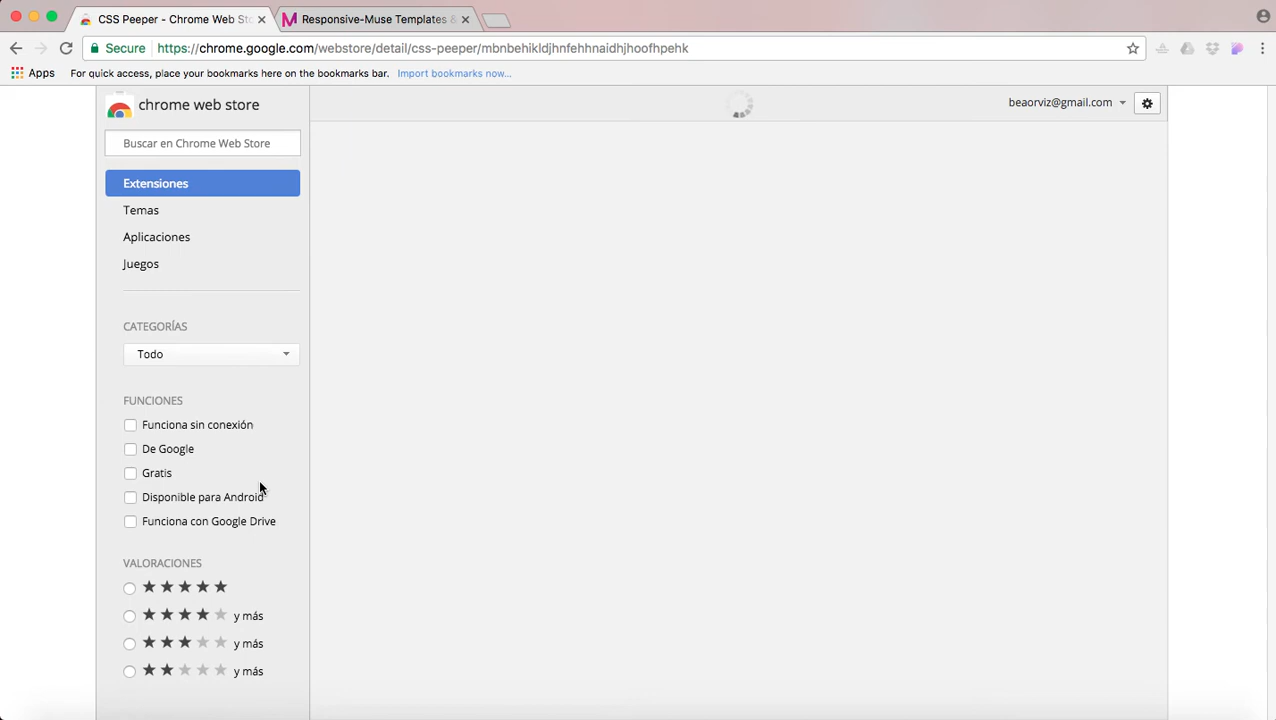 CSS Peeper - Chrome Web Sto
Responsive-Muse Templates &
Secure https://chrome.google.com/webstore/detail/css-peeper/mbnbehikldjhnfehhnaidhjhoofhpehk
Apps For quick access, place your bookmarks here on the bookmarks bar. Import bookmarks now...
chrome web store
beaorviz@gmail.com
Buscar en Chrome Web Store
Extensiones
Temas
Aplicaciones
Juegos
CATEGORÍAS
Todo
FUNCIONES
Funciona sin conexión
De Google
Gratis
Disponible para Android
Funciona con Google Drive
VALORACIONES
y más
y más
y más